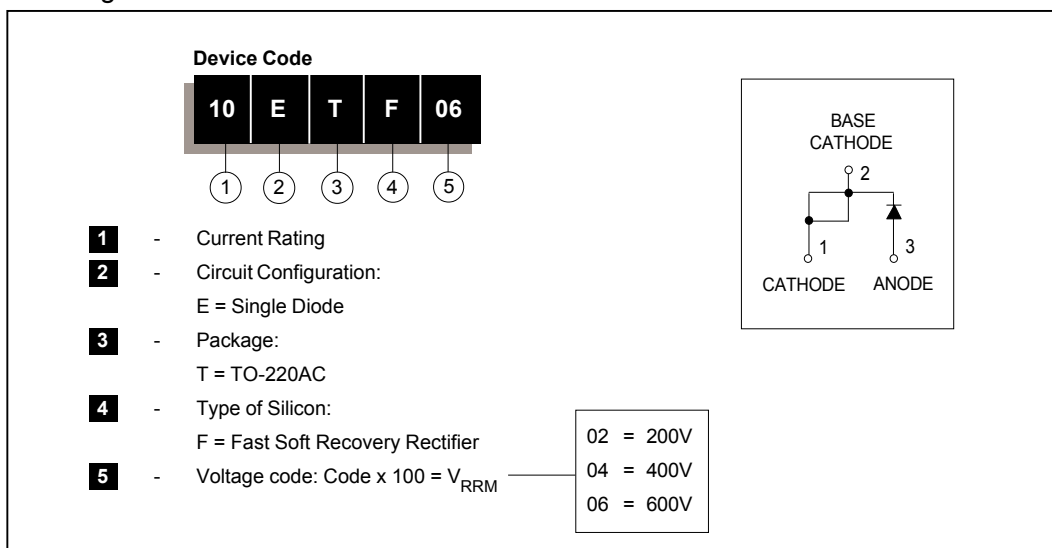 Device Code
10 E T F 06
1 2 3 4 5
1 - Current Rating
2 - Circuit Configuration:
E = Single Diode
3 - Package:
T = TO-220AC
4 - Type of Silicon:
F = Fast Soft Recovery Rectifier
5 - Voltage code: Code x 100 = VRRM
02 = 200V
04 = 400V
06 = 600V
BASE
CATHODE
2
1 3
CATHODE ANODE